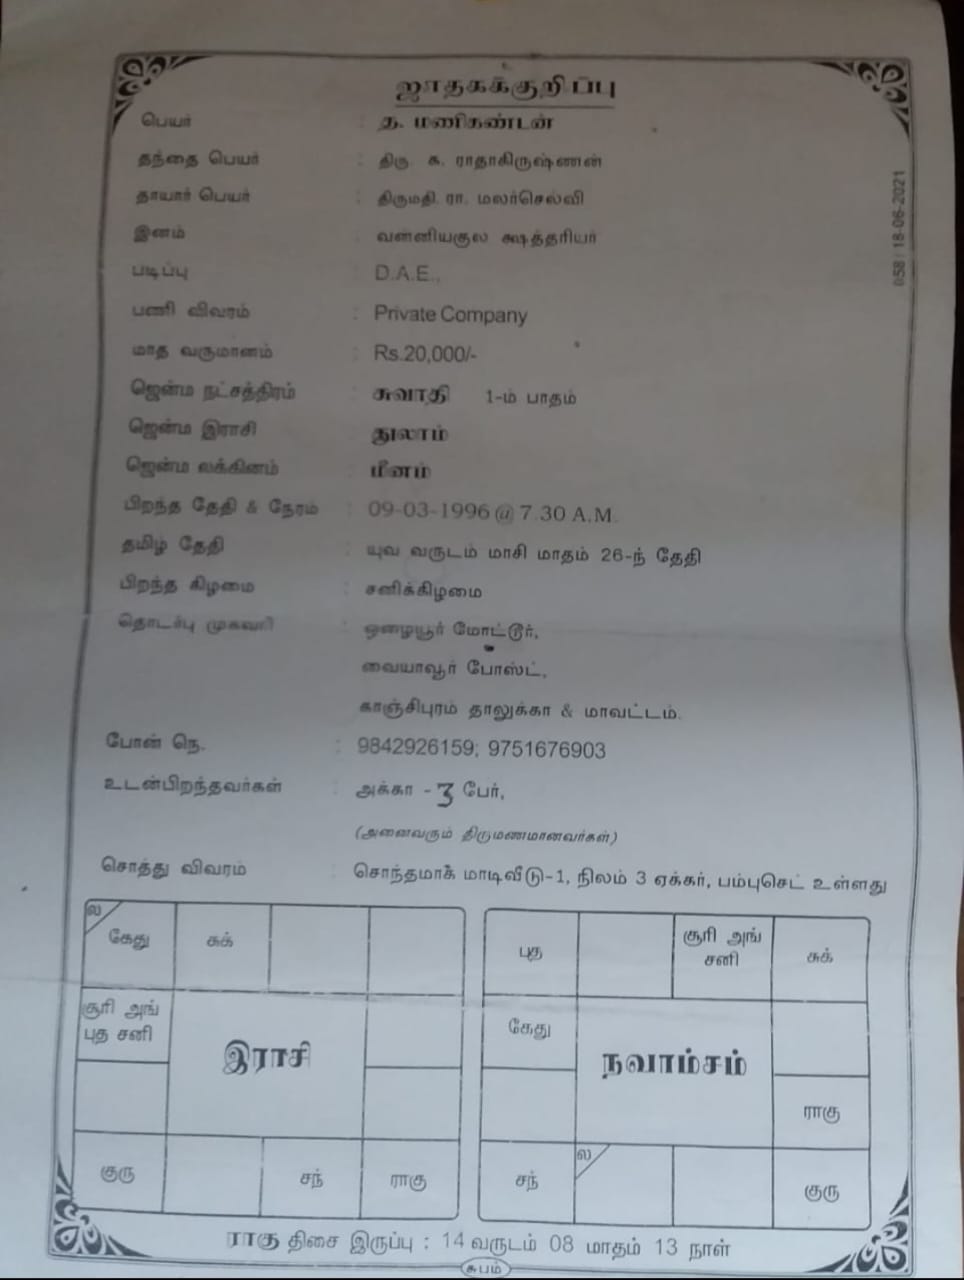 ஜாதகக்குறிப்பு
பெயர் : த. மணிகண்டன்
தந்தை பெயர் : திரு. க. ராதாகிருஷ்ணன்
தாயார் பெயர் : திருமதி. ரா. மலர்செல்வி
இனம் : வன்னியகுல க்ஷத்தரியர்
படிப்பு : D.A.E.,
பணி விவரம் : Private Company
மாத வருமானம் : Rs.20,000/-
ஜென்ம நட்சத்திரம் : சுவாதி 1-ம் பாதம்
ஜென்ம இராசி : துலாம்
ஜென்ம லக்கினம் : மீனம்
பிறந்த தேதி & நேரம் : 09-03-1996 @ 7.30 A.M.
தமிழ் தேதி : யுவ வருடம் மாசி மாதம் 26-ந் தேதி
பிறந்த கிழமை : சனிக்கிழமை
தொடர்பு முகவரி : ஒழையூர் மோட்டூர்,
வையாவூர் போஸ்ட்,
காஞ்சிபுரம் தாலுக்கா & மாவட்டம்.
போன் நெ. : 9842926159; 9751676903
உடன்பிறந்தவர்கள் : அக்கா - 3 பேர்,
(அனைவரும் திருமணமானவர்கள்)
சொத்து விவரம் : சொந்தமாக் மாடிவீடு-1, நிலம் 3 ஏக்கர், பம்புசெட் உள்ளது
058 / 18-06-2021
ல
கேது சுக்
சூரி அங்
புத சனி
இராசி
குரு சந் ராகு
புத சூரி அங் சுக்
சனி
கேது
நவாம்சம்
ராகு
ல
சந் குரு
ராகு திசை இருப்பு : 14 வருடம் 08 மாதம் 13 நாள்
சுபம்